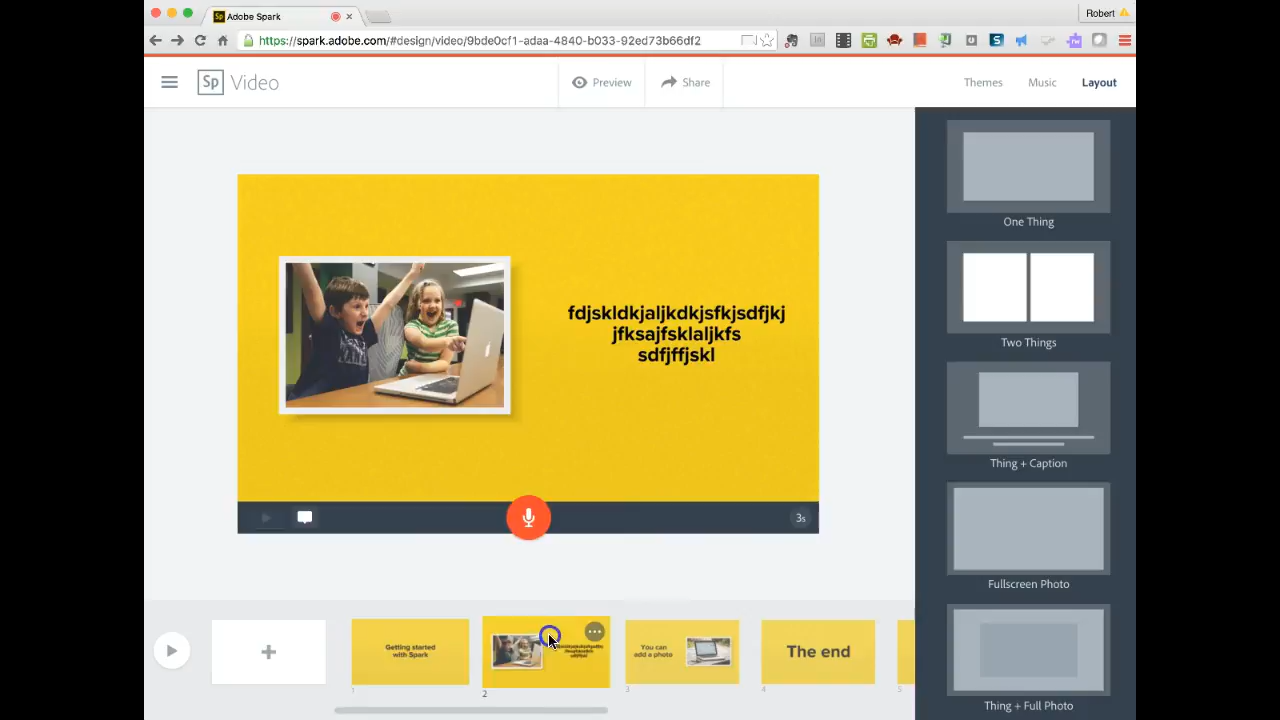 Adobe Spark
Robert
https://spark.adobe.com/#design/video/9bde0cf1-adaa-4840-b033-92ed73b66df2
Sp Video
Preview
Share
Themes
Music
Layout
fdjskldkjaljkdkjsfkjsdfjkj
jfksajfsklaljkfs
sdfjffjskl
3s
One Thing
Two Things
Thing + Caption
Fullscreen Photo
Thing + Full Photo
Getting started
with Spark
You can
add a photo
The end
1
2
3
4
5